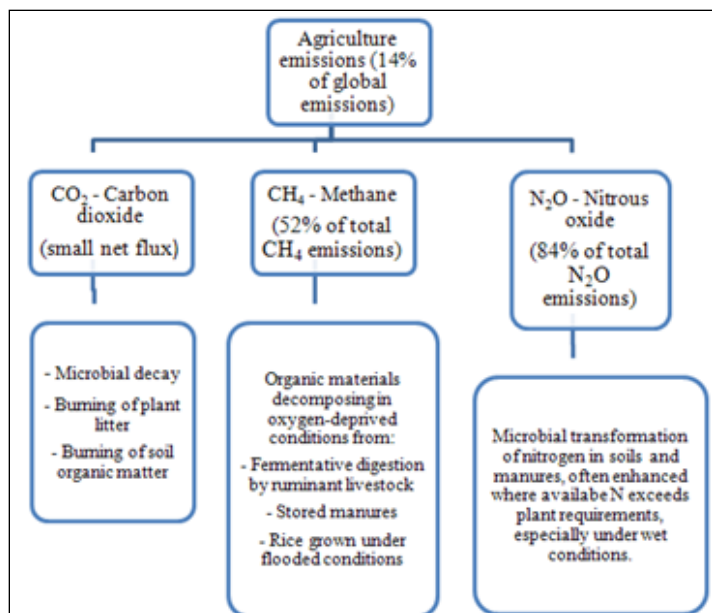 Agriculture
emissions (14%
of global
emissions)
CO₂ - Carbon
dioxide
(small net flux)
CH₄ - Methane
(52% of total
CH₄ emissions)
N₂O - Nitrous
oxide
(84% of total
N₂O
emissions)
- Microbial decay
- Burning of plant
litter
- Burning of soil
organic matter
Organic materials
decomposing in
oxygen-deprived
conditions from:
- Fermentative digestion
by ruminant livestock
- Stored manures
- Rice grown under
flooded conditions
Microbial transformation
of nitrogen in soils and
manures, often enhanced
where availabe N exceeds
plant requirements,
especially under wet
conditions.